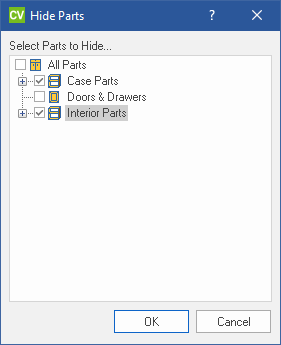 CV Hide Parts ?
Select Parts to Hide...
All Parts
Case Parts
Doors & Drawers
Interior Parts
OK Cancel